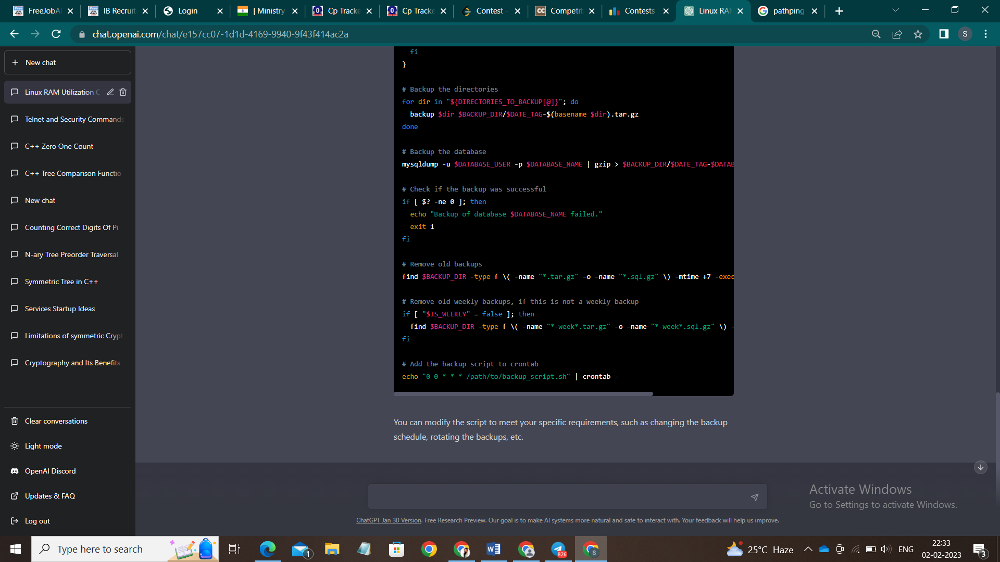 FreeJobAl
IB Recruit
Login
| Ministry
Cp Tracke
Cp Tracke
Contest -
Competit
Contests
Linux RA
pathping
chat.openai.com/chat/e157cc07-1d1d-4169-9940-9f43f414ac2a
S
New chat
Linux RAM Utilization C
Telnet and Security Commands
C++ Zero One Count
C++ Tree Comparison Functio
New chat
Counting Correct Digits Of Pi
N-ary Tree Preorder Traversal
Symmetric Tree in C++
Services Startup Ideas
Limitations of symmetric Crypt
Cryptography and Its Benefits
Clear conversations
Light mode
OpenAI Discord
Updates & FAQ
Log out
fi
}
# Backup the directories
for dir in "${DIRECTORIES_TO_BACKUP[@]}"; do
backup $dir $BACKUP_DIR/$DATE_TAG-$(basename $dir).tar.gz
done
# Backup the database
mysqldump -u $DATABASE_USER -p $DATABASE_NAME | gzip > $BACKUP_DIR/$DATE_TAG-$DATAB
# Check if the backup was successful
if [ $? -ne 0 ]; then
echo "Backup of database $DATABASE_NAME failed."
exit 1
fi
# Remove old backups
find $BACKUP_DIR -type f \( -name "*.tar.gz" -o -name "*.sql.gz" \) -mtime +7 -exec
# Remove old weekly backups, if this is not a weekly backup
if [ "$IS_WEEKLY" = false ]; then
find $BACKUP_DIR -type f \( -name "*-week*.tar.gz" -o -name "*-week*.sql.gz" \) -
fi
# Add the backup script to crontab
echo "0 0 * * * /path/to/backup_script.sh" | crontab -
You can modify the script to meet your specific requirements, such as changing the backup
schedule, rotating the backups, etc.
Activate Windows
Go to Settings to activate Windows.
ChatGPT Jan 30 Version. Free Research Preview. Our goal is to make AI systems more natural and safe to interact with. Your feedback will help us improve.
Type here to search
1
826
S
25°C Haze
ENG
22:33
02-02-2023
3